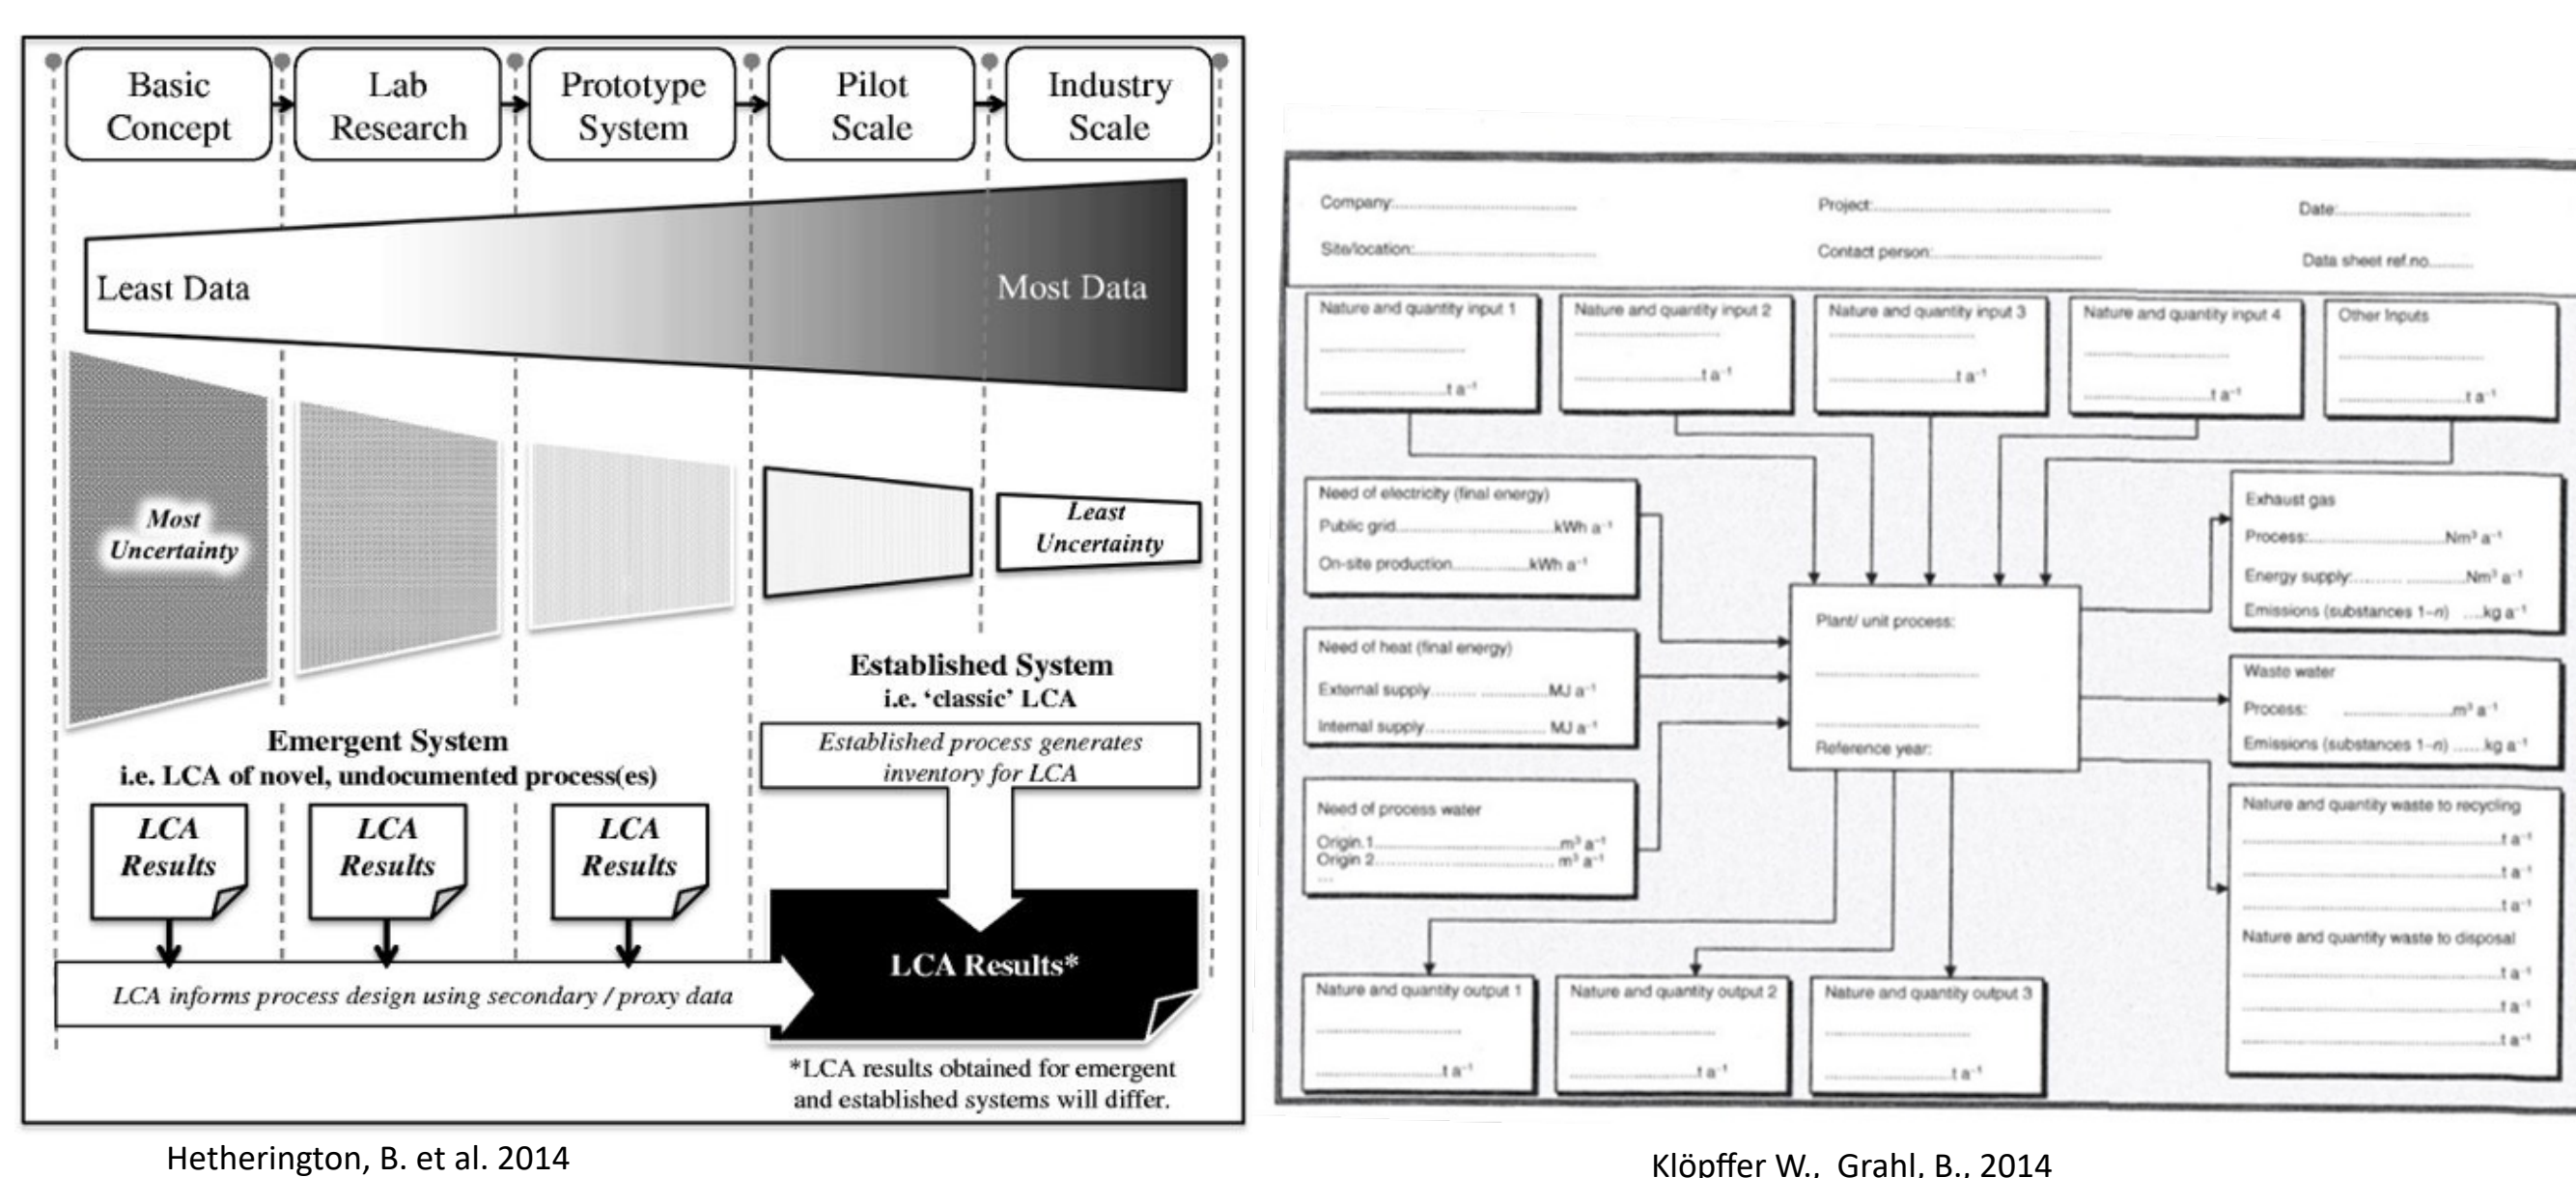 Basic
Concept
Lab
Research
Prototype
System
Pilot
Scale
Industry
Scale
Least Data
Most Data
Most
Uncertainty
Least
Uncertainty
Established System
i.e. ‘classic’ LCA
Established process generates
inventory for LCA
Emergent System
i.e. LCA of novel, undocumented process(es)
LCA
Results
LCA
Results
LCA
Results
LCA informs process design using secondary / proxy data
LCA Results*
*LCA results obtained for emergent
and established systems will differ.
Hetherington, B. et al. 2014
Company:
Project:
Date:
Site/location:
Contact person:
Data sheet ref.no.
Nature and quantity input 1
t a⁻¹
Nature and quantity input 2
t a⁻¹
Nature and quantity input 3
t a⁻¹
Nature and quantity input 4
t a⁻¹
Other Inputs
t a⁻¹
Need of electricity (final energy)
Public grid kWh a⁻¹
On-site production kWh a⁻¹
Need of heat (final energy)
External supply MJ a⁻¹
Internal supply MJ a⁻¹
Need of process water
Origin.1 m³ a⁻¹
Origin 2 m³ a⁻¹
...
Plant/ unit process:
Reference year:
Exhaust gas
Process: Nm³ a⁻¹
Energy supply: Nm³ a⁻¹
Emissions (substances 1–n) kg a⁻¹
Waste water
Process: m³ a⁻¹
Emissions (substances 1–n) kg a⁻¹
Nature and quantity waste to recycling
t a⁻¹
t a⁻¹
t a⁻¹
Nature and quantity waste to disposal
t a⁻¹
t a⁻¹
t a⁻¹
Nature and quantity output 1
t a⁻¹
Nature and quantity output 2
t a⁻¹
Nature and quantity output 3
t a⁻¹
Klöpffer W., Grahl, B., 2014